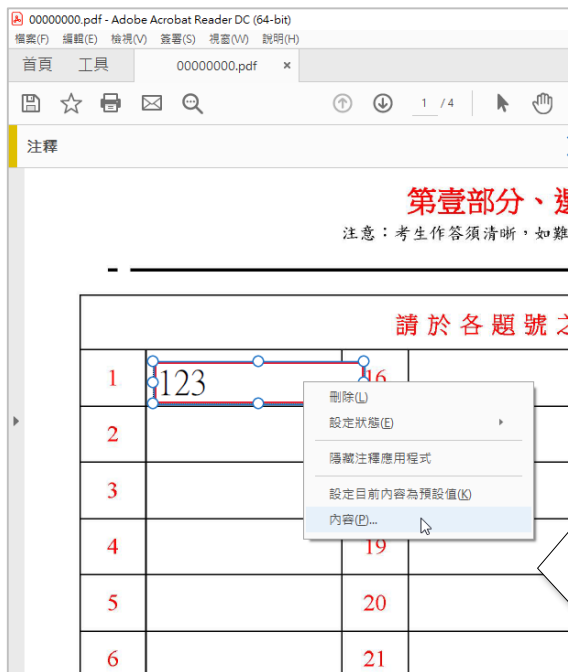 00000000.pdf - Adobe Acrobat Reader DC (64-bit)
檔案(F) 編輯(E) 檢視(V) 簽署(S) 視窗(W) 說明(H)
首頁 工具 00000000.pdf ×
1 / 4
注釋
第壹部分、選
注意：考生作答須清晰，如難
請於各題號之
1 123 16
刪除(L)
設定狀態(E)
2
隱藏注釋應用程式
3
設定目前內容為預設值(K)
內容(P)...
4 19
5 20
6 21